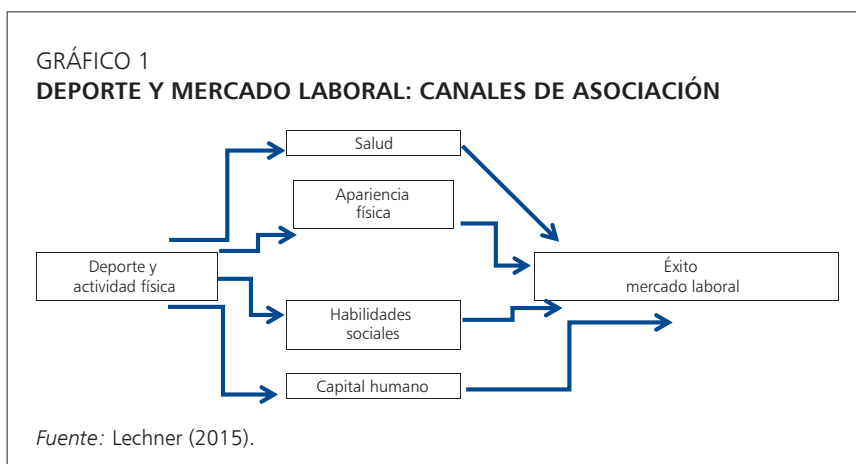 GRÁFICO 1
DEPORTE Y MERCADO LABORAL: CANALES DE ASOCIACIÓN
Salud
Apariencia
física
Deporte y
actividad física
Éxito
mercado laboral
Habilidades
sociales
Capital humano
Fuente: Lechner (2015).